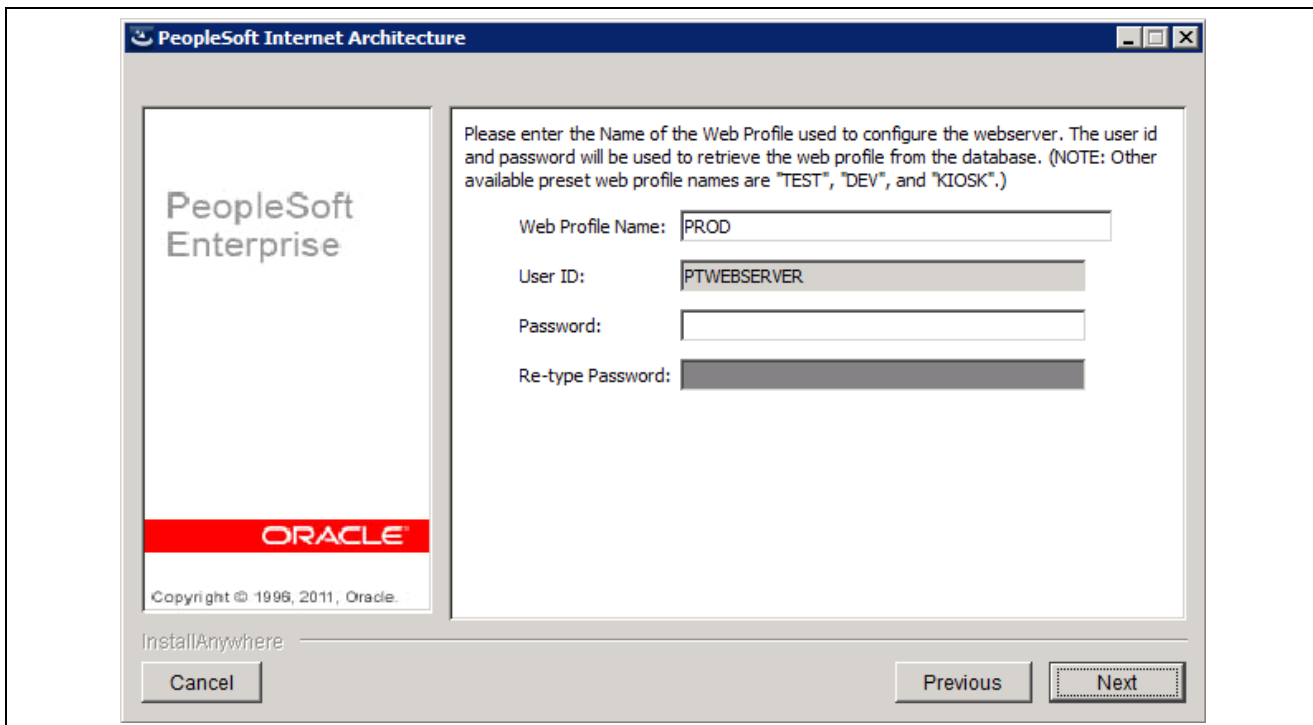 PeopleSoft Internet Architecture
PeopleSoft
Enterprise
ORACLE
Copyright © 1996, 2011, Oracle.
Please enter the Name of the Web Profile used to configure the webserver. The user id
and password will be used to retrieve the web profile from the database. (NOTE: Other
available preset web profile names are "TEST", "DEV", and "KIOSK".)
Web Profile Name: PROD
User ID: PTWEBSERVER
Password:
Re-type Password:
InstallAnywhere
Cancel Previous Next